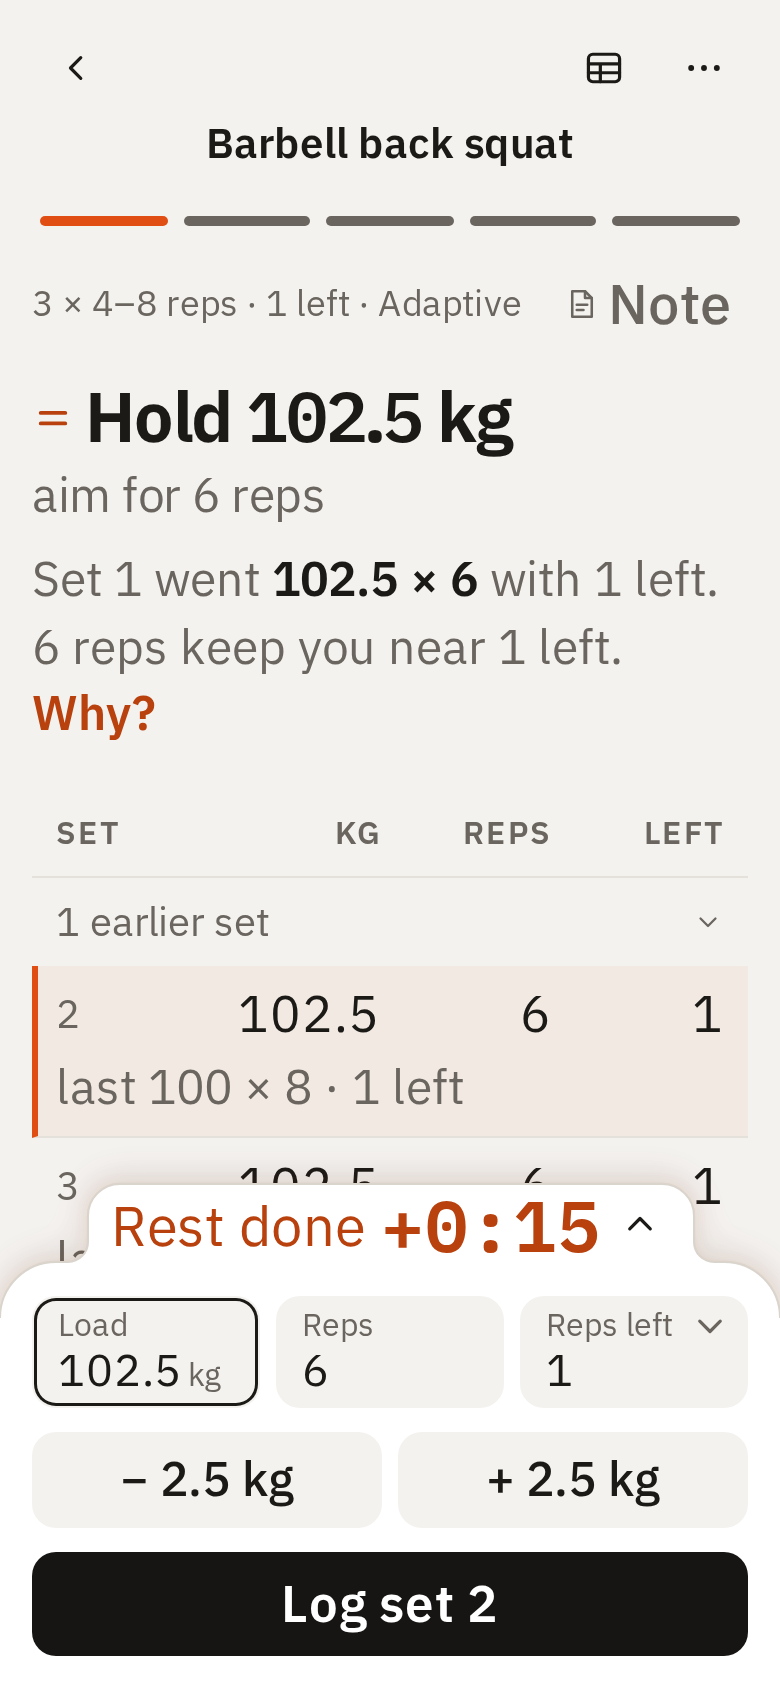 Barbell back squat
3 × 4–8 reps · 1 left · Adaptive Note
= Hold 102.5 kg
aim for 6 reps
Set 1 went 102.5 × 6 with 1 left.
6 reps keep you near 1 left.
Why?
SET KG REPS LEFT
1 earlier set
2 102.5 6 1
last 100 × 8 · 1 left
3 102.5 6 1
Rest done +0:15
Load Reps Reps left
102.5 kg 6 1
− 2.5 kg + 2.5 kg
Log set 2